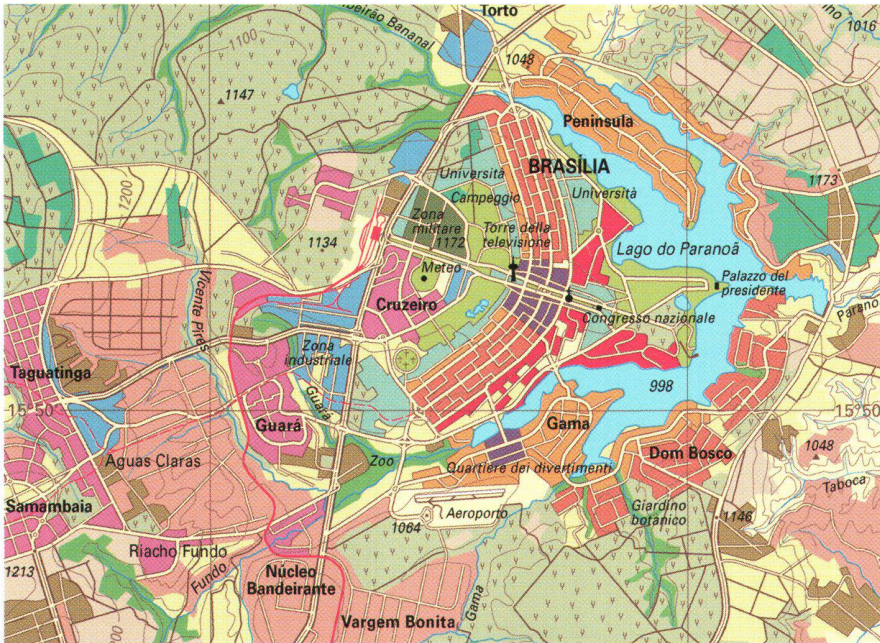 Torto
Ribeirão Bananal
1200
1016
1100
1048
1147
Peninsula
BRASÍLIA
Università
Campeggio
Università
1173
1200
Zona
militare
1172
Torre della
televisione
1134
Lago do Paranoã
Meteo
Palazzo del
presidente
Vicente Pires
Cruzeiro
Congresso nazionale
Zona
industriale
Taguatinga
998
15°50'
15°50'
Guará
Guará
Gama
Dom Bosco
1048
Aguas Claras
Zoo
Quartiere dei divertimenti
Taboca
Samambaia
Aeroporto
Giardino
botanico
1064
1146
Riacho Fundo
Fundo
1213
Núcleo
Bandeirante
Gama
Vargem Bonita